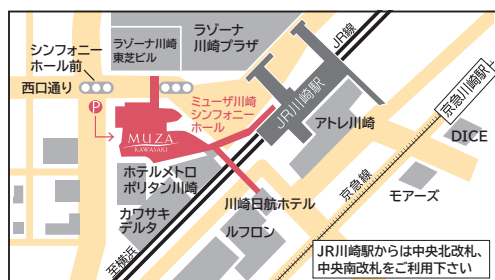 ラゾーナ
川崎プラザ
JR線
ラゾーナ川崎
東芝ビル
シンフォニー
ホール前
西口通り
P
ミューザ川崎
シンフォニー
ホール
MUZA
KAWASAKI
JR川崎駅
アトレ川崎
京急川崎駅
DICE
京急線
モアーズ
ホテルメトロ
ポリタン川崎
川崎日航ホテル
カワサキ
デルタ
ルフロン
至横浜
JR川崎駅からは中央北改札、
中央南改札をご利用下さい